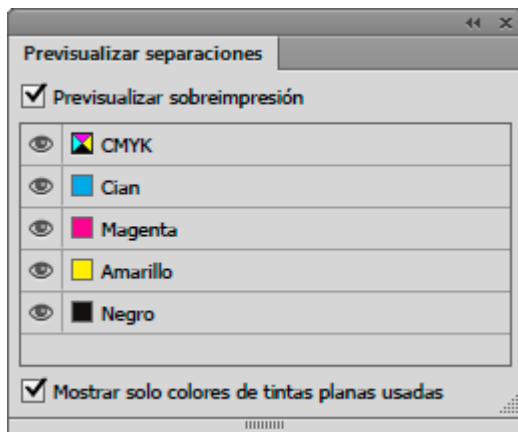 Previsualizar separaciones
Previsualizar sobreimpresión
CMYK
Cian
Magenta
Amarillo
Negro
Mostrar solo colores de tintas planas usadas